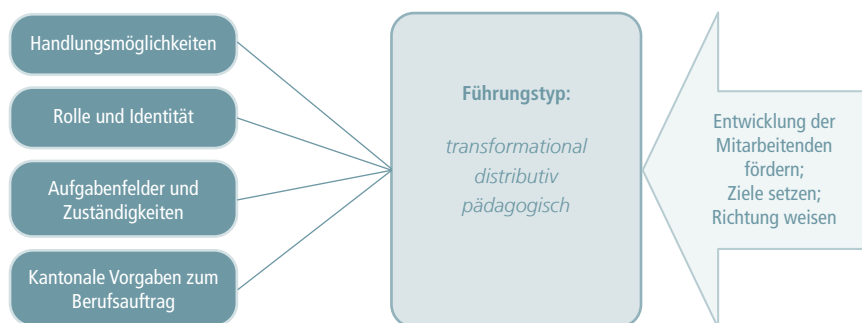 Handlungsmöglichkeiten
Rolle und Identität
Aufgabenfelder und
Zuständigkeiten
Kantonale Vorgaben zum
Berufsauftrag
Führungstyp:
transformational
distributiv
pädagogisch
Entwicklung der
Mitarbeitenden
fördern;
Ziele setzen;
Richtung weisen